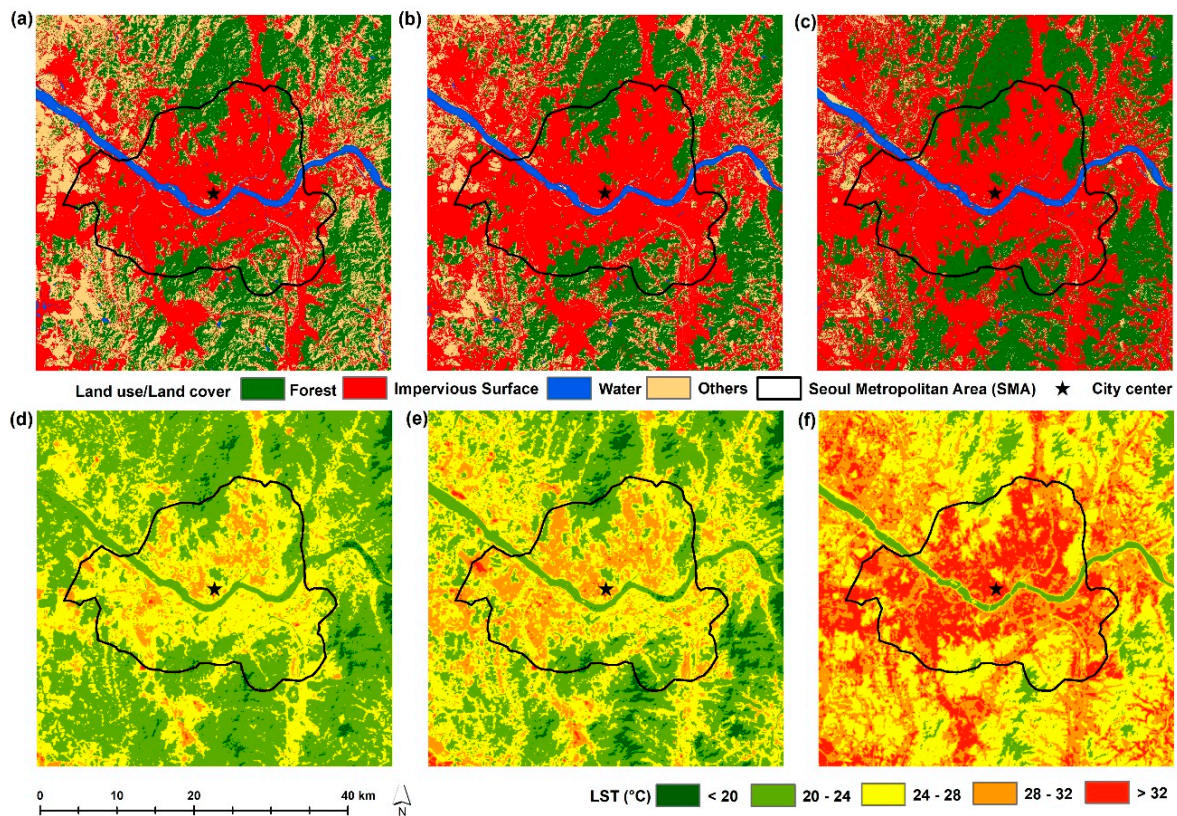 (a) (b) (c)
Land use/Land cover Forest Impervious Surface Water Others Seoul Metropolitan Area (SMA) City center
(d) (e) (f)
0 20 40 km
N
LST (°C) < 20 20 - 24 24 - 28 28 - 32 > 32